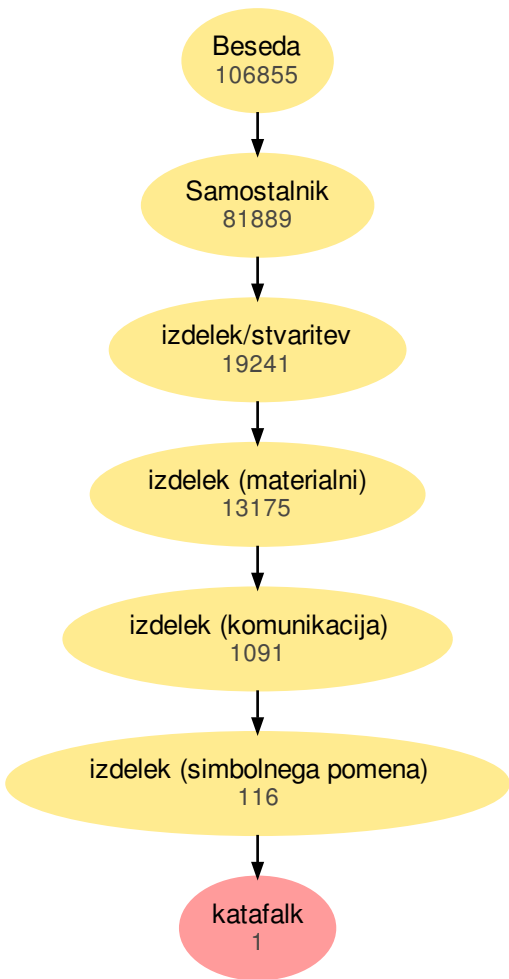 Beseda
106855
Samostalnik
81889
izdelek/stvaritev
19241
izdelek (materialni)
13175
izdelek (komunikacija)
1091
izdelek (simbolnega pomena)
116
katafalk
1